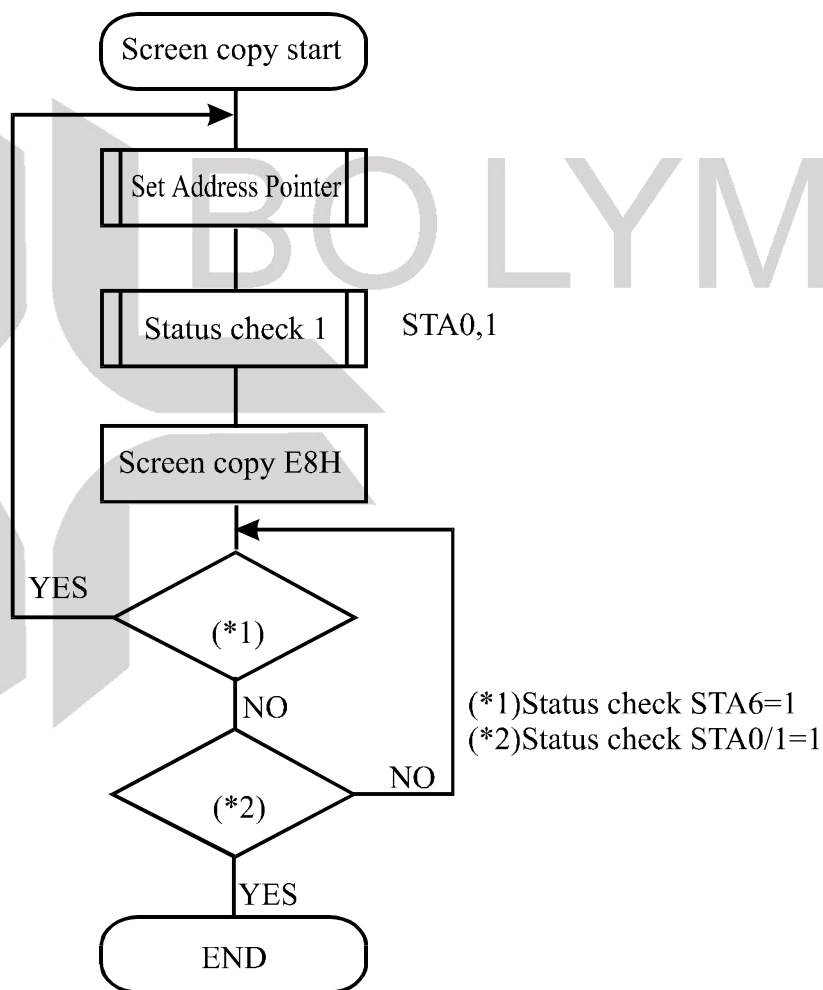 Screen copy start
BOLYM
Set Address Pointer
Status check 1
STA0,1
Screen copy E8H
YES
(*1)
NO
(*1)Status check STA6=1
(*2)Status check STA0/1=1
NO
(*2)
YES
END